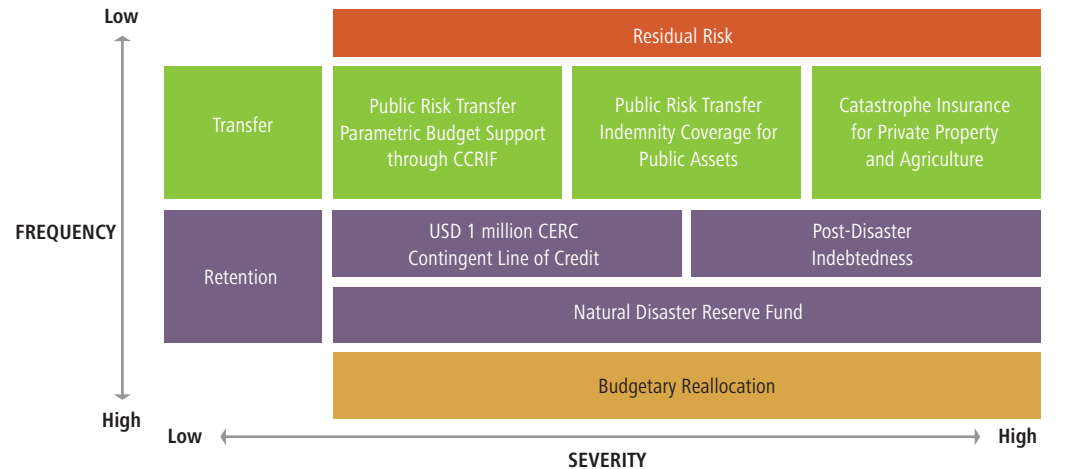 Low
Residual Risk
Transfer
Public Risk Transfer
Parametric Budget Support
through CCRIF
Public Risk Transfer
Indemnity Coverage for
Public Assets
Catastrophe Insurance
for Private Property
and Agriculture
FREQUENCY
Retention
USD 1 million CERC
Contingent Line of Credit
Post-Disaster
Indebtedness
Natural Disaster Reserve Fund
Budgetary Reallocation
High
Low
High
SEVERITY